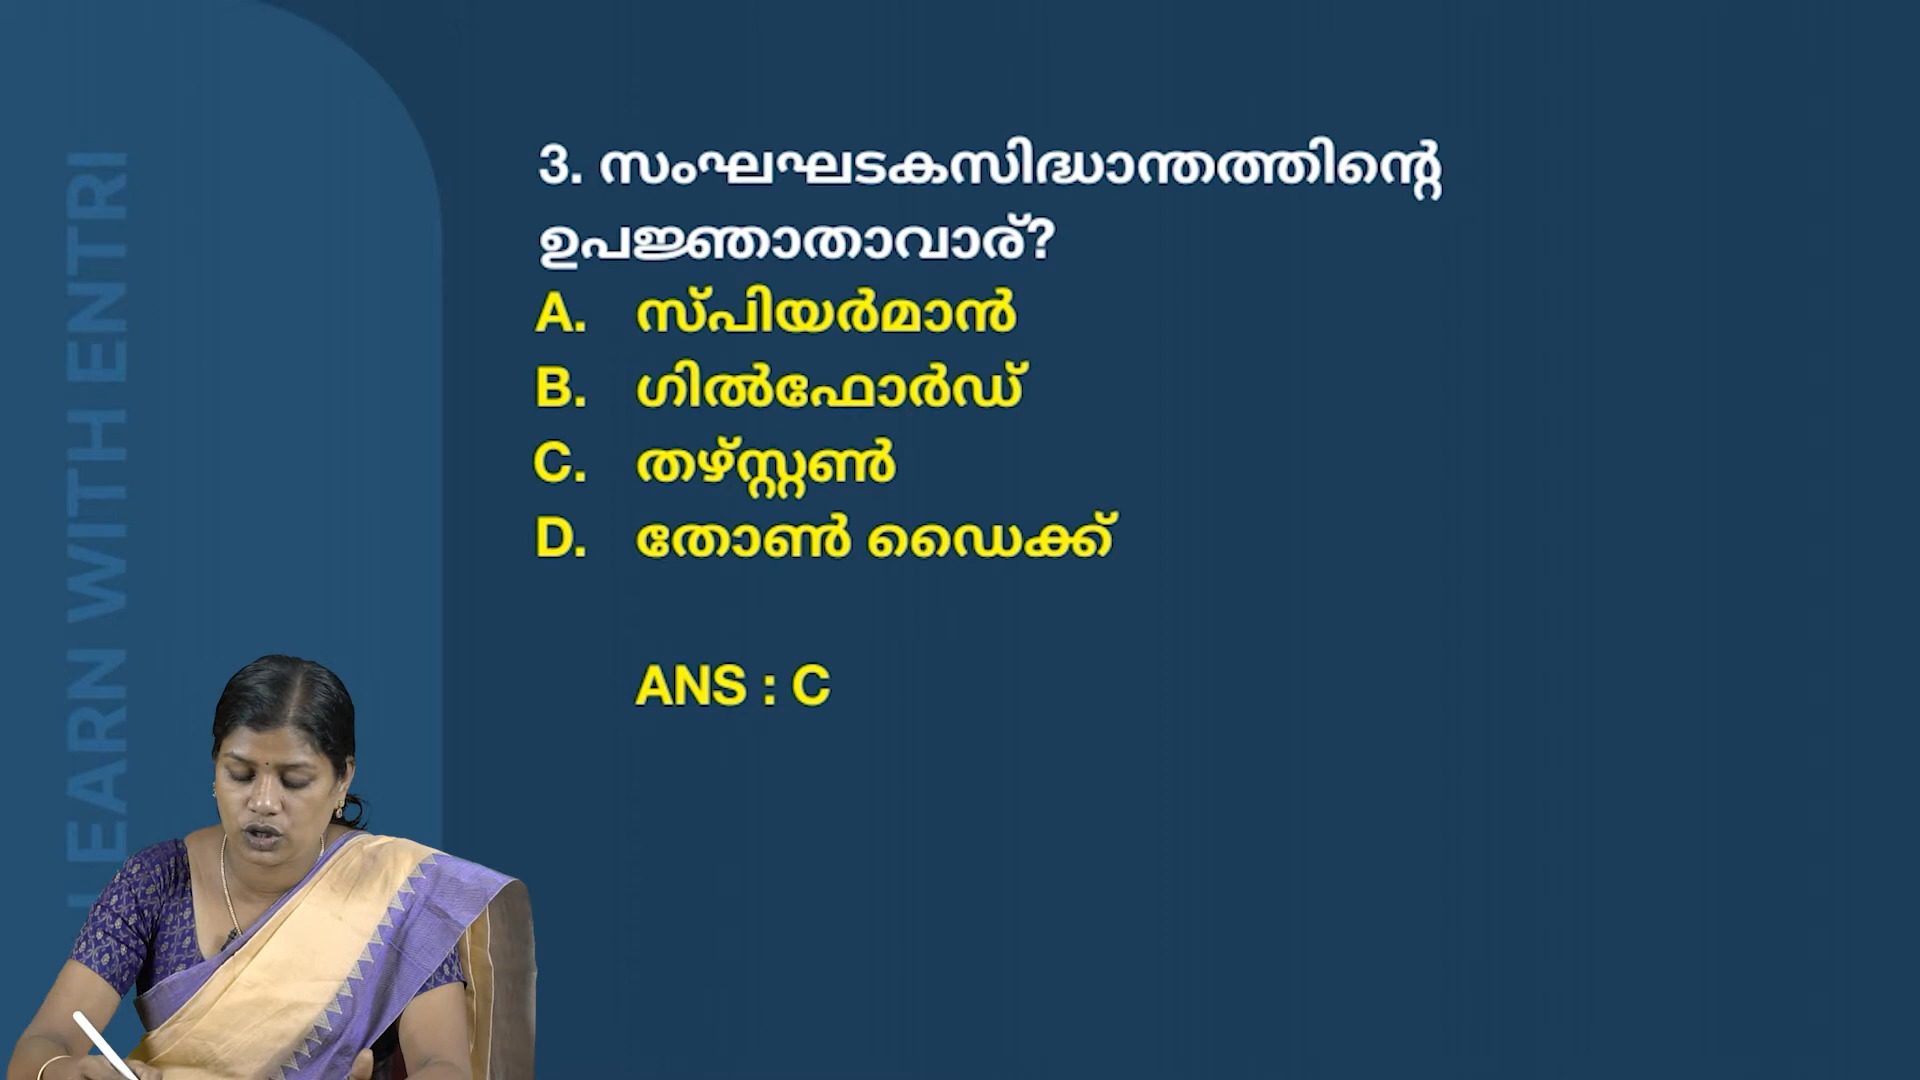 LEARN WITH ENTRI
3. സംഘഘടകസിദ്ധാന്തത്തിന്റെ
ഉപജ്ഞാതാവാര്?
A. സ്പിയർമാൻ
B. ഗിൽഫോർഡ്
C. തഴ്സ്റ്റൺ
D. തോൺ ഡൈക്ക്
ANS : C